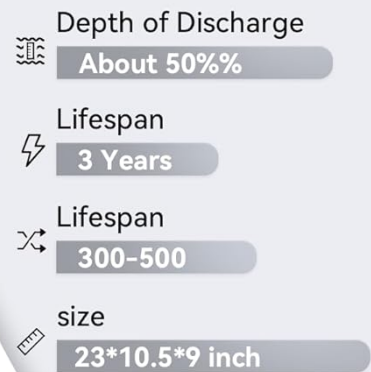 Depth of Discharge
About 50%%
Lifespan
3 Years
Lifespan
300-500
size
23*10.5*9 inch